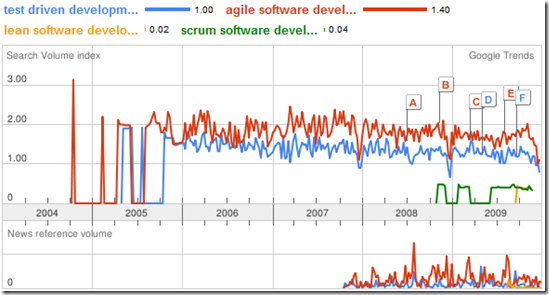 test driven developm... 1.00 agile software devel... 1.40
lean software develo... 0.02 scrum software dev... 0.04
Search Volume index Google Trends
3.00
B
A C D E F
2.00
1.00
0
2004 2005 2006 2007 2008 2009
News reference volume
0